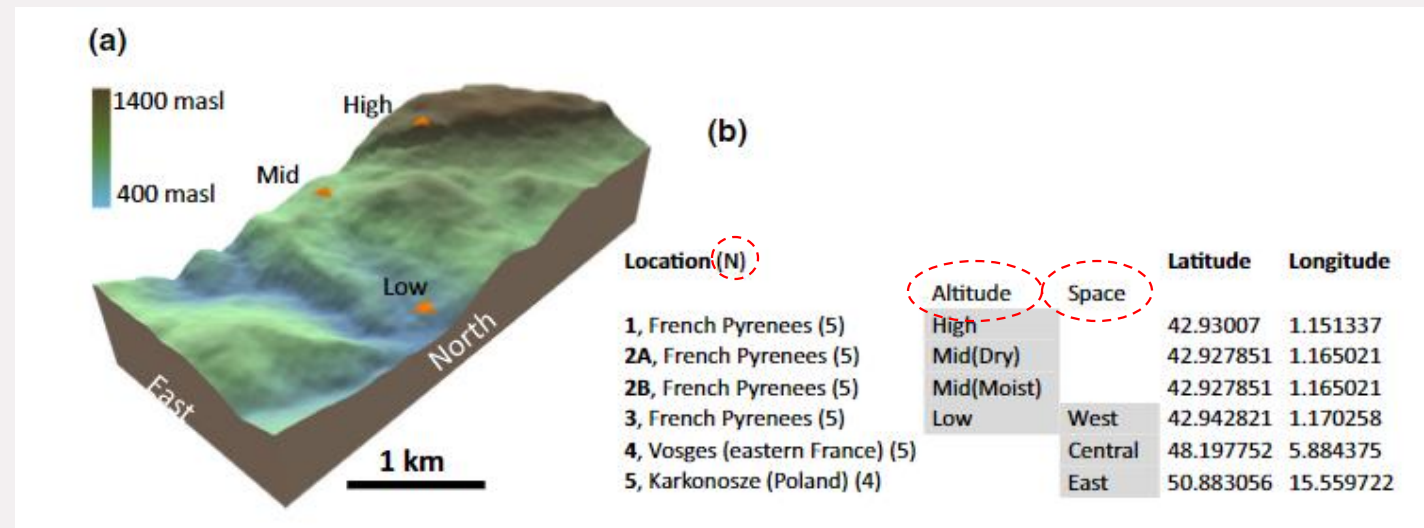 (a)
1400 masl
400 masl
High
Mid
Low
East
North
1 km
(b)
Location (N) Latitude Longitude
Altitude Space
1, French Pyrenees (5) High 42.93007 1.151337
2A, French Pyrenees (5) Mid(Dry) 42.927851 1.165021
2B, French Pyrenees (5) Mid(Moist) 42.927851 1.165021
3, French Pyrenees (5) Low West 42.942821 1.170258
4, Vosges (eastern France) (5) Central 48.197752 5.884375
5, Karkonosze (Poland) (4) East 50.883056 15.559722